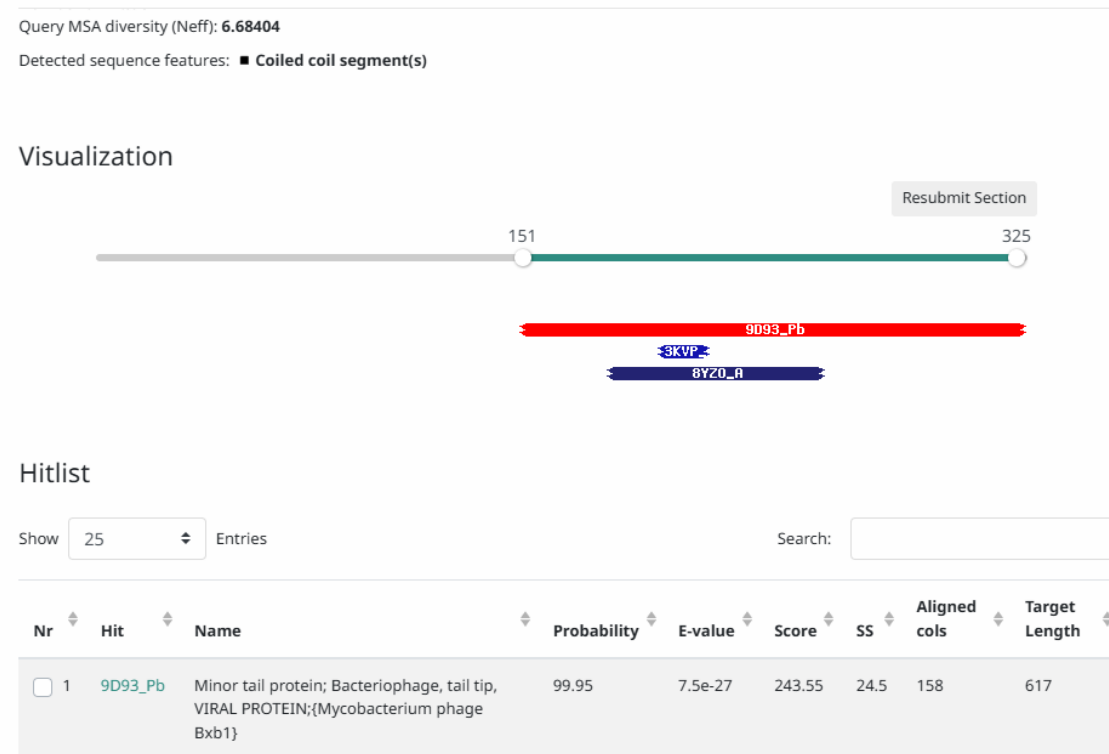 Query MSA diversity (Neff): 6.68404
Detected sequence features: ■ Coiled coil segment(s)
Visualization
Resubmit Section
151 325
9D93_Pb
3KVP_
8YZO_A
Hitlist
Show 25 Entries Search:
Nr Hit Name Probability E-value Score SS Aligned cols Target Length
1 9D93_Pb Minor tail protein; Bacteriophage, tail tip, 99.95 7.5e-27 243.55 24.5 158 617
VIRAL PROTEIN;{Mycobacterium phage
Bxb1}